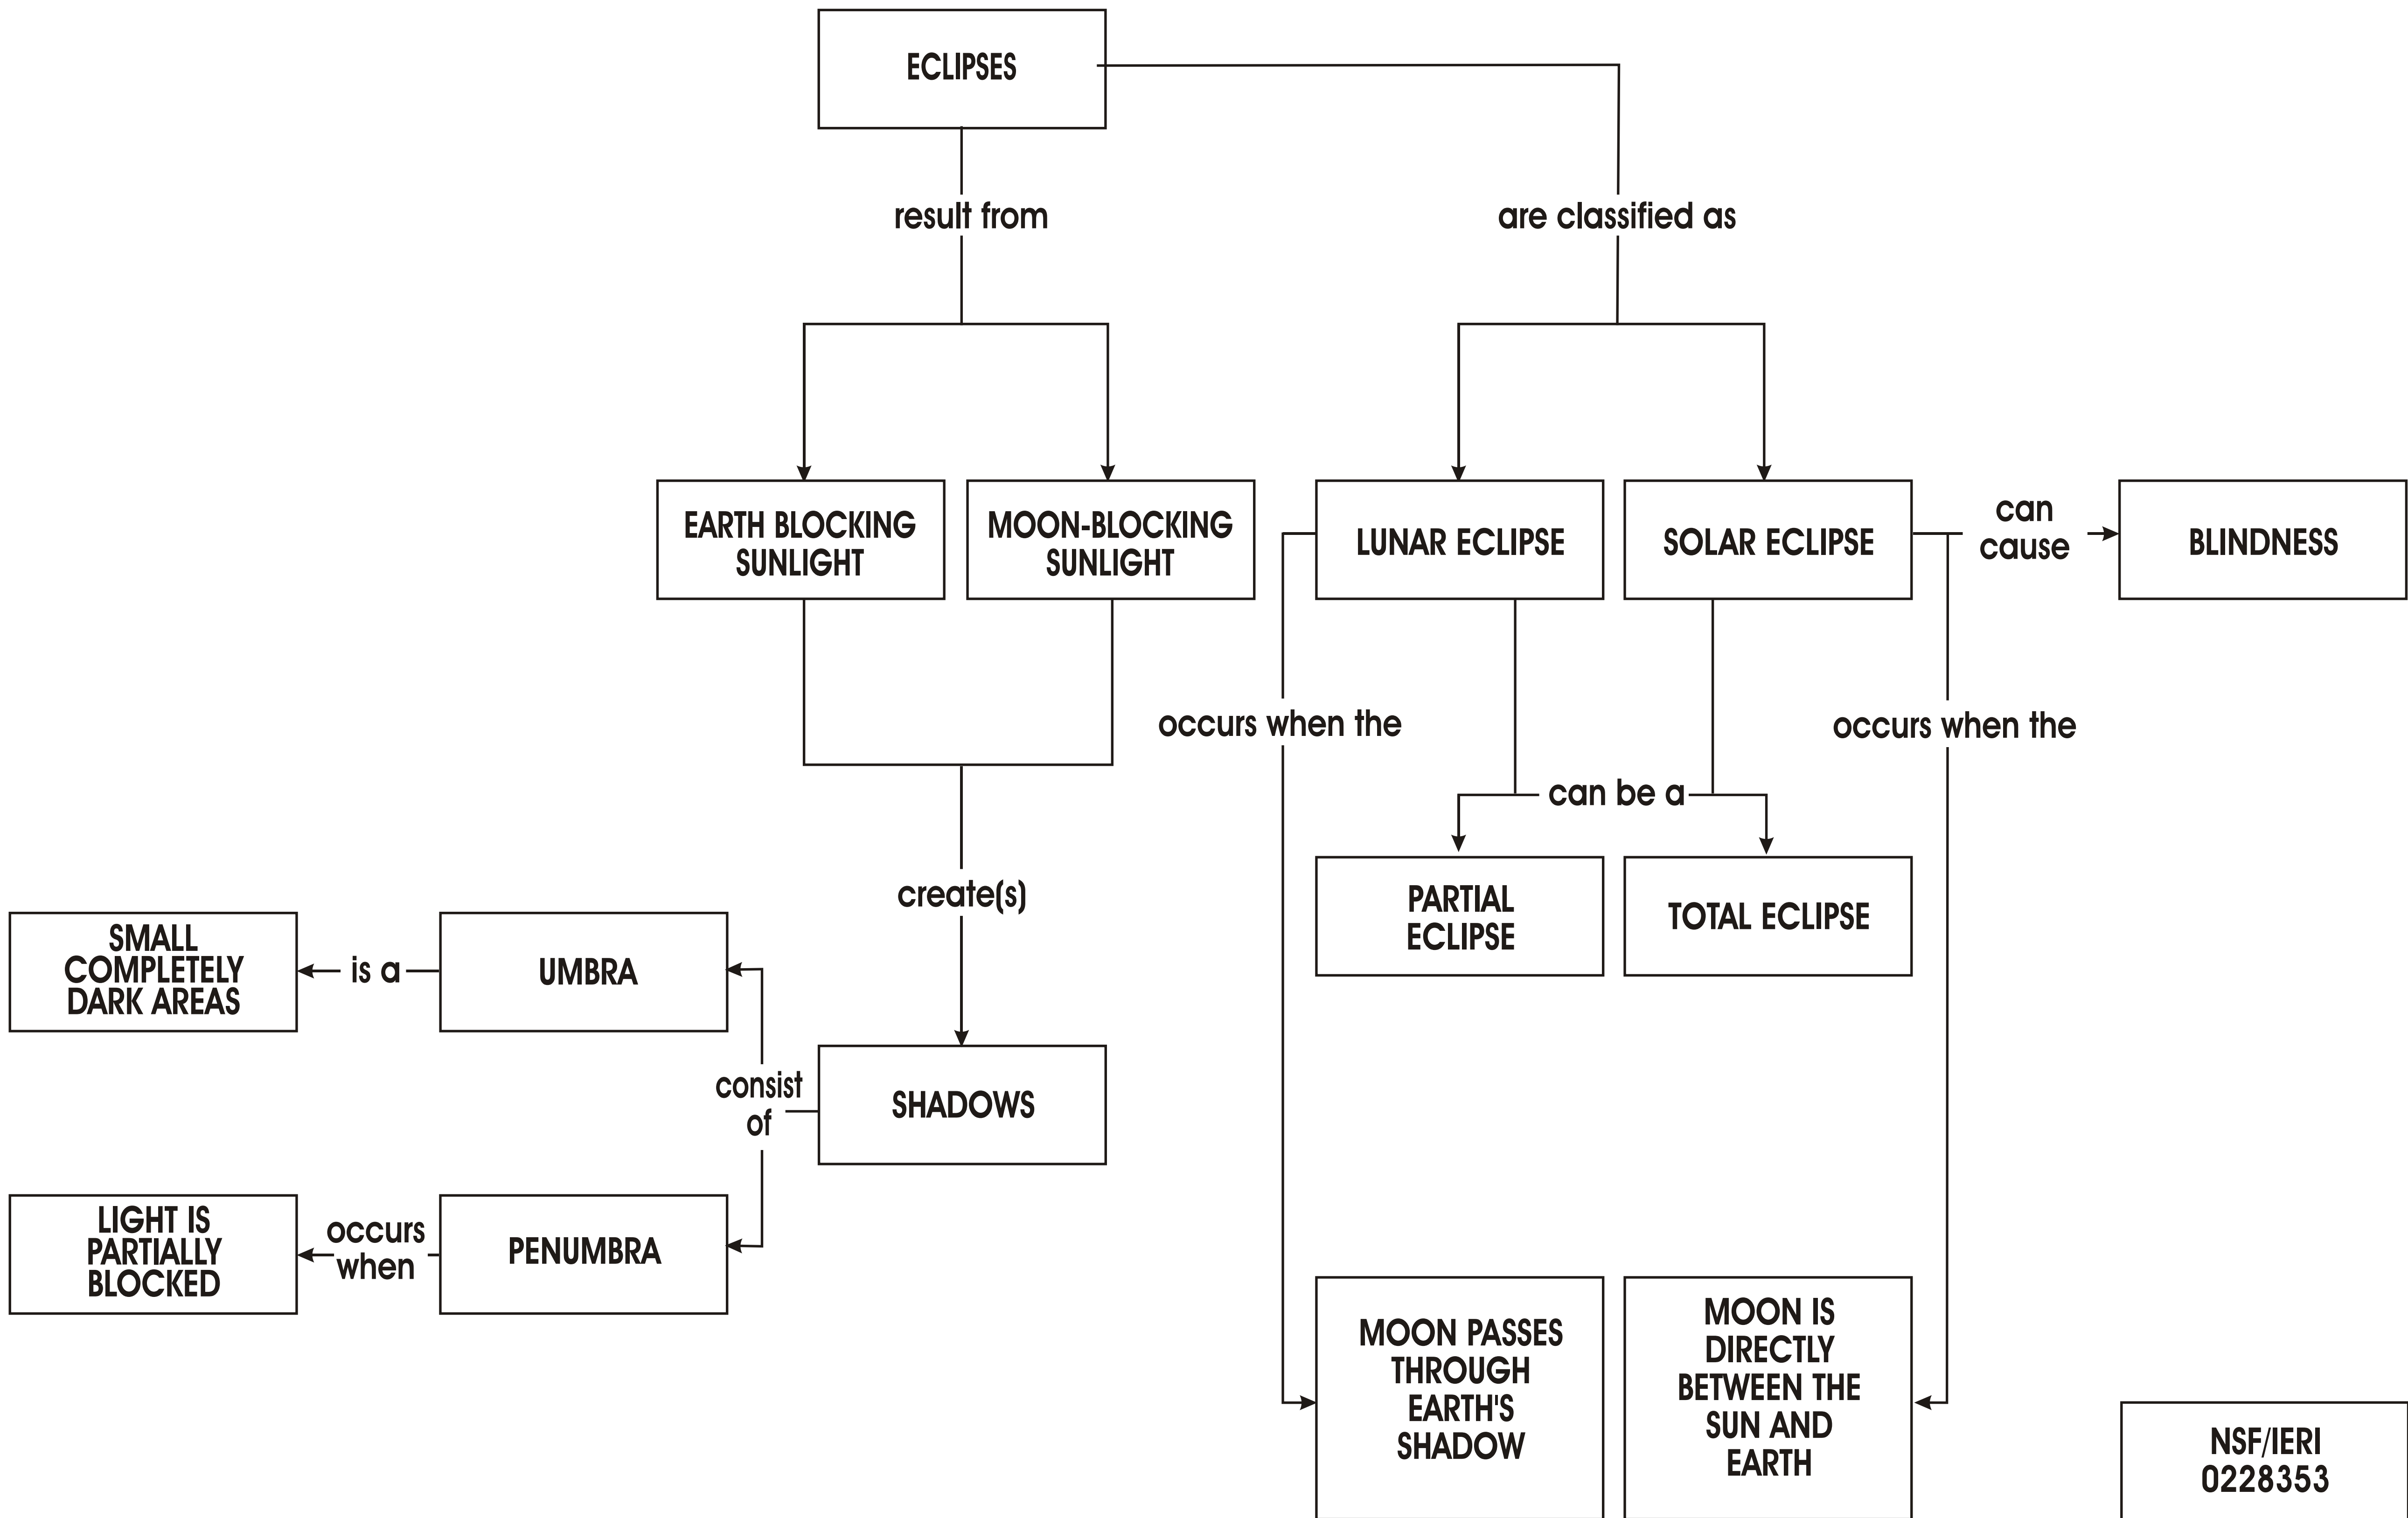 ECLIPSES
result from
are classified as
EARTH BLOCKING
SUNLIGHT
MOON-BLOCKING
SUNLIGHT
LUNAR ECLIPSE
SOLAR ECLIPSE
can
cause
BLINDNESS
occurs when the
occurs when the
can be a
create(s)
PARTIAL
ECLIPSE
TOTAL ECLIPSE
SMALL
COMPLETELY
DARK AREAS
is a
UMBRA
consist
of
SHADOWS
LIGHT IS
PARTIALLY
BLOCKED
occurs
when
PENUMBRA
MOON PASSES
THROUGH
EARTH'S
SHADOW
MOON IS
DIRECTLY
BETWEEN THE
SUN AND
EARTH
NSF/IERI
0228353